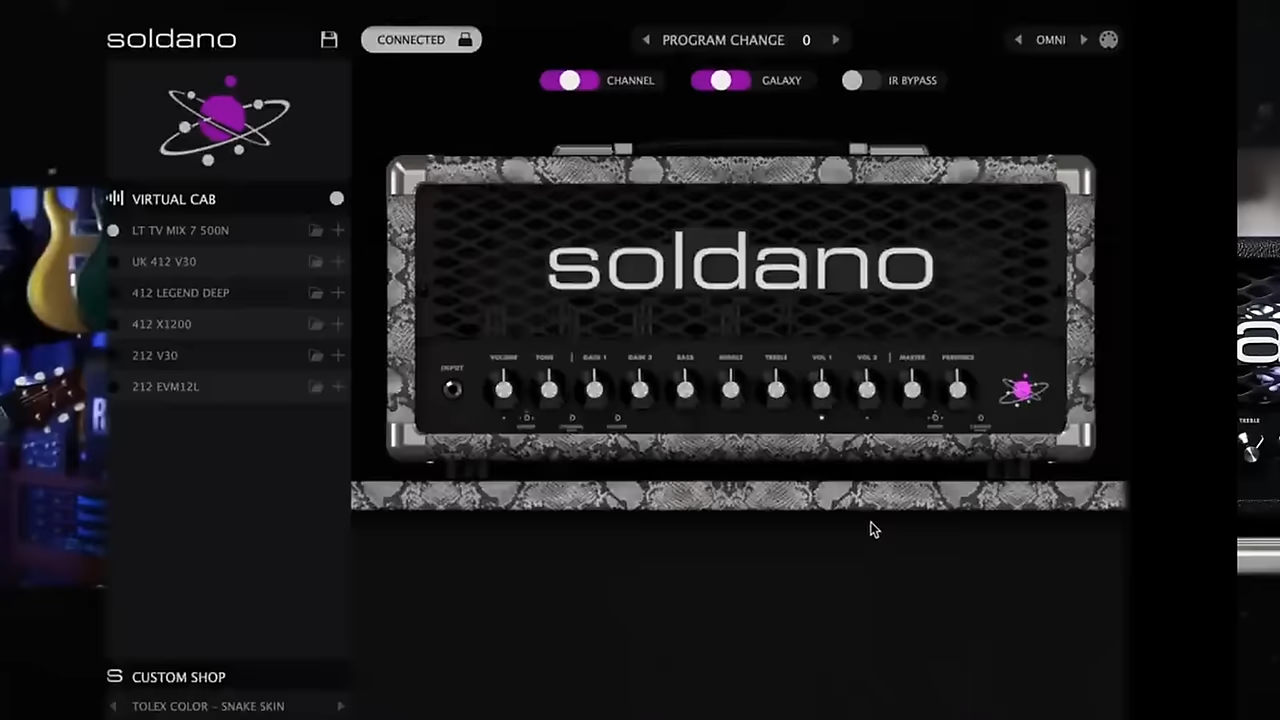 soldano
CONNECTED
PROGRAM CHANGE 0
OMNI
CHANNEL
GALAXY
IR BYPASS
VIRTUAL CAB
LT TV MIX 7 500N
UK 412 V30
412 LEGEND DEEP
412 X1200
212 V30
212 EVM12L
soldano
INPUT
VOLUME TONE GAIN 1 GAIN 2 BASS MIDDLE TREBLE VOL 1 VOL 2 MASTER PRESENCE
TREBLE
S CUSTOM SHOP
TOLEX COLOR - SNAKE SKIN